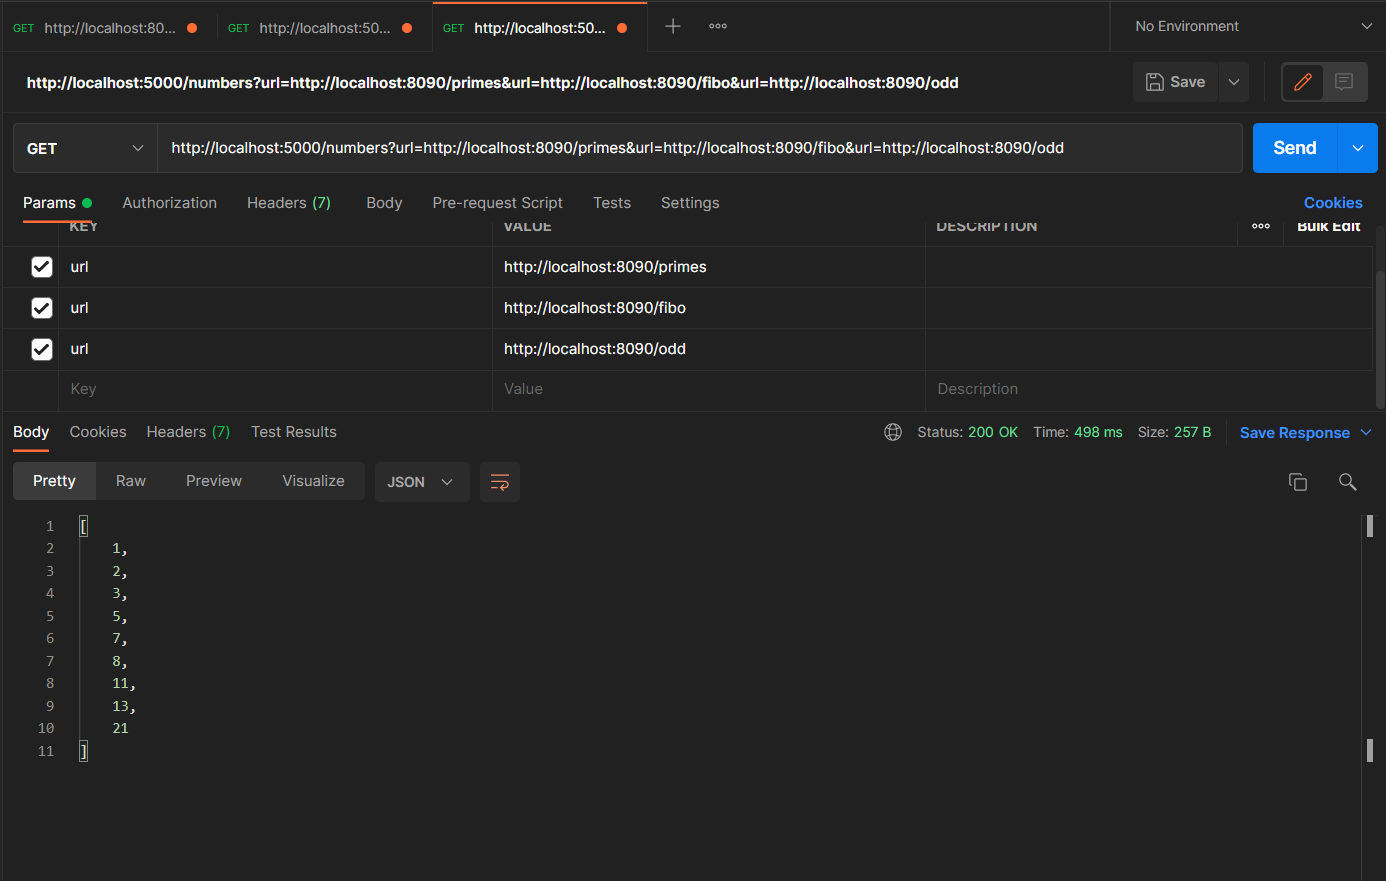 GET http://localhost:80... GET http://localhost:50... GET http://localhost:50... No Environment
http://localhost:5000/numbers?url=http://localhost:8090/primes&url=http://localhost:8090/fibo&url=http://localhost:8090/odd Save
GET http://localhost:5000/numbers?url=http://localhost:8090/primes&url=http://localhost:8090/fibo&url=http://localhost:8090/odd Send
Params Authorization Headers (7) Body Pre-request Script Tests Settings Cookies
KEY VALUE DESCRIPTION Bulk Edit
url http://localhost:8090/primes
url http://localhost:8090/fibo
url http://localhost:8090/odd
Key Value Description
Body Cookies Headers (7) Test Results Status: 200 OK Time: 498 ms Size: 257 B Save Response
Pretty Raw Preview Visualize JSON
1 [
2 1,
3 2,
4 3,
5 5,
6 7,
7 8,
8 11,
9 13,
10 21
11 ]